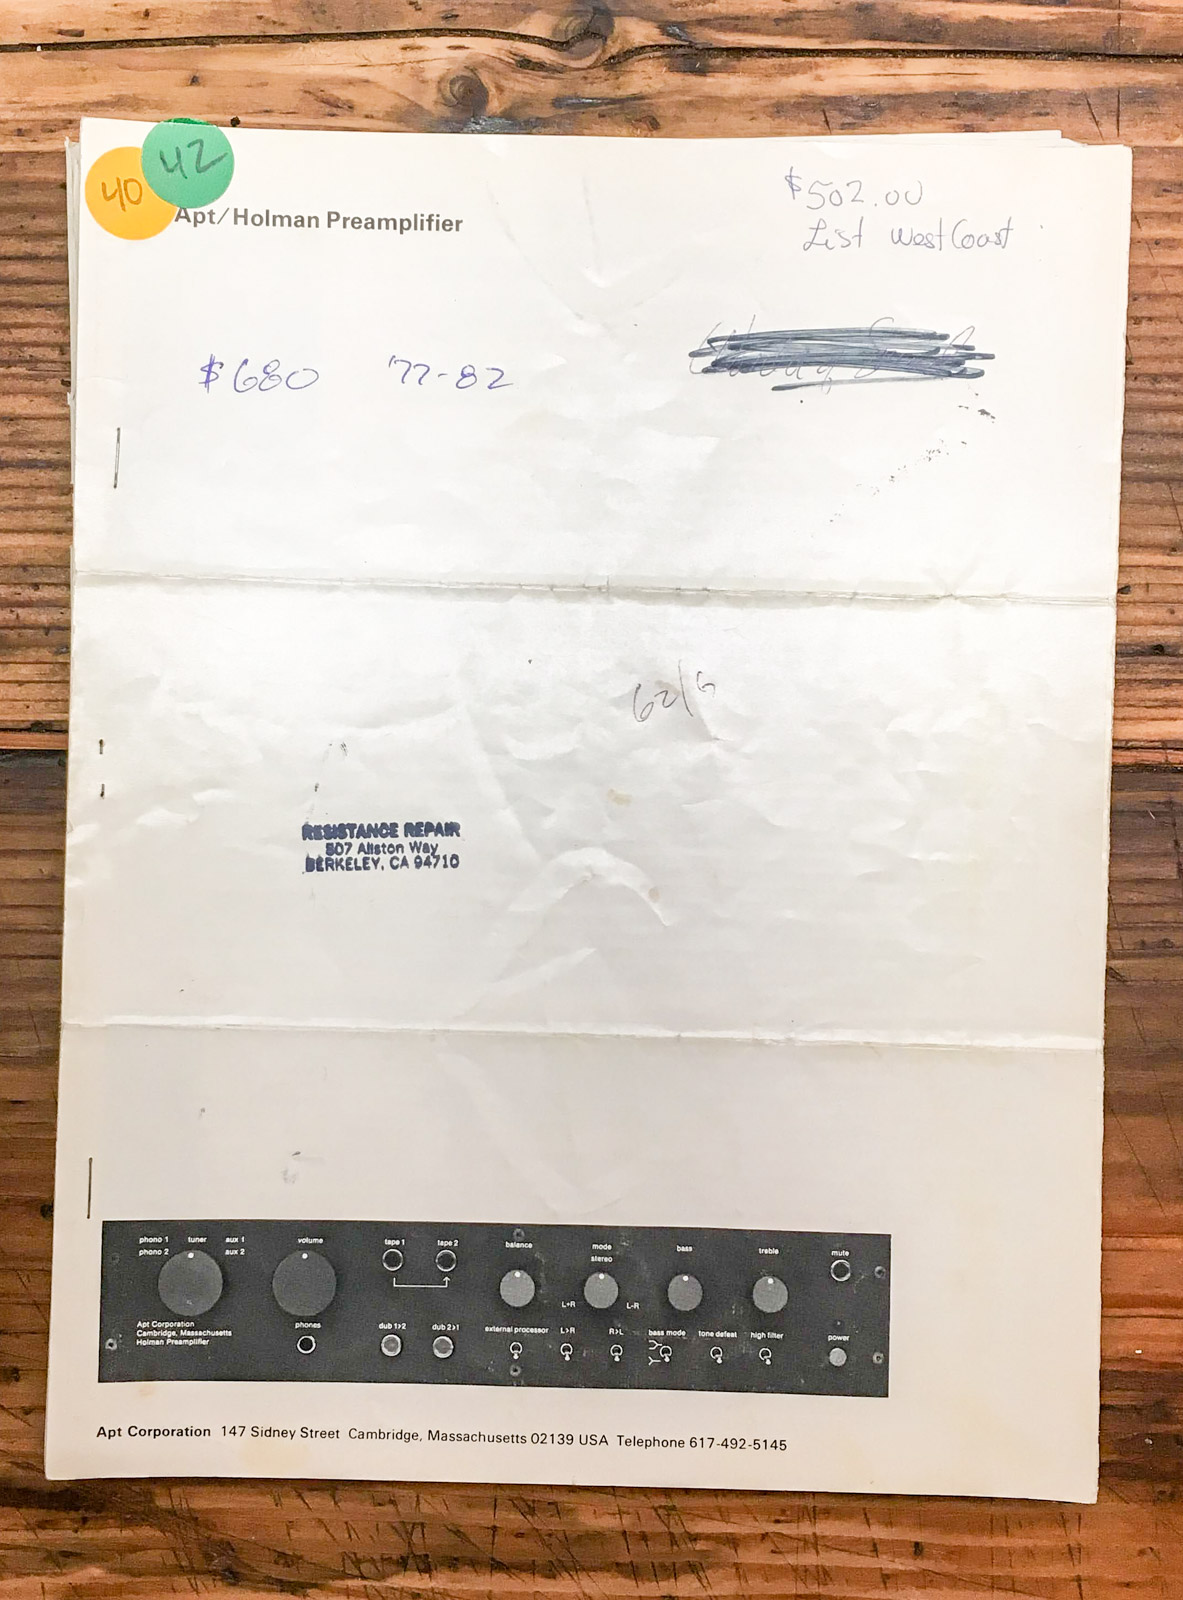 42
40
Apt/Holman Preamplifier
$502.00
List West Coast
$680 '77-82
62/6
RESISTANCE REPAIR
807 Allston Way
BERKELEY, CA 94710
phono 1 tuner aux 1
phono 2 aux 2
volume
tape 1 tape 2
balance
mode
stereo
L+R L-R
bass
treble
mute
Apt Corporation
Cambridge, Massachusetts
Holman Preamplifier
phones
dub 1>2 dub 2>1
external processor L>R R>L bass mode tone defeat high filter
power
Apt Corporation 147 Sidney Street Cambridge, Massachusetts 02139 USA Telephone 617-492-5145